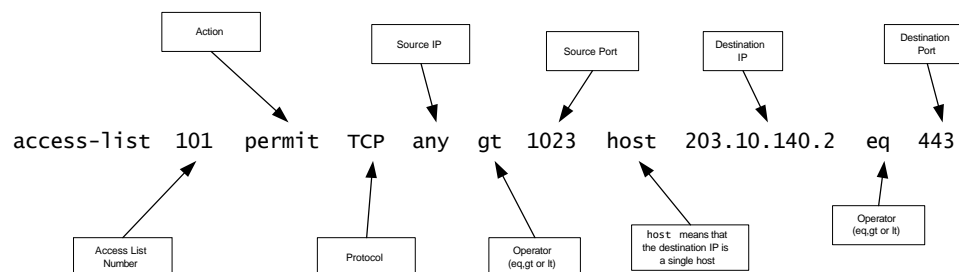 Action
Source IP
Source Port
Destination
IP
Destination
Port
access-list 101 permit TCP any gt 1023 host 203.10.140.2 eq 443
Access List
Number
Protocol
Operator
(eq,gt or lt)
host means that
the destination IP is
a single host
Operator
(eq,gt or lt)